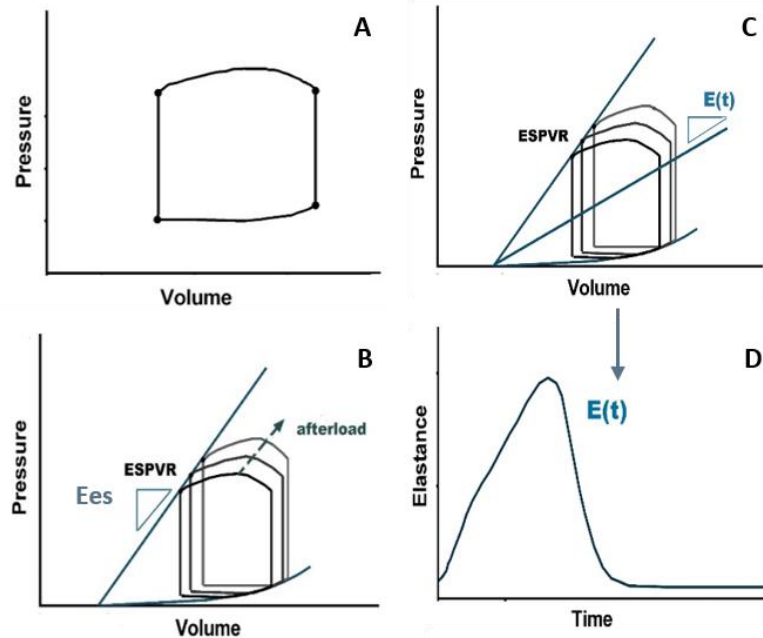 A
Pressure
Volume
C
Pressure
ESPVR
E(t)
Volume
B
Pressure
ESPVR
Ees
afterload
Volume
D
Elastance
E(t)
Time